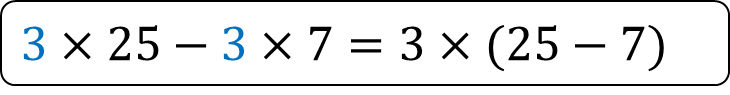 3 × 25 − 3 × 7 = 3 × (25 − 7)